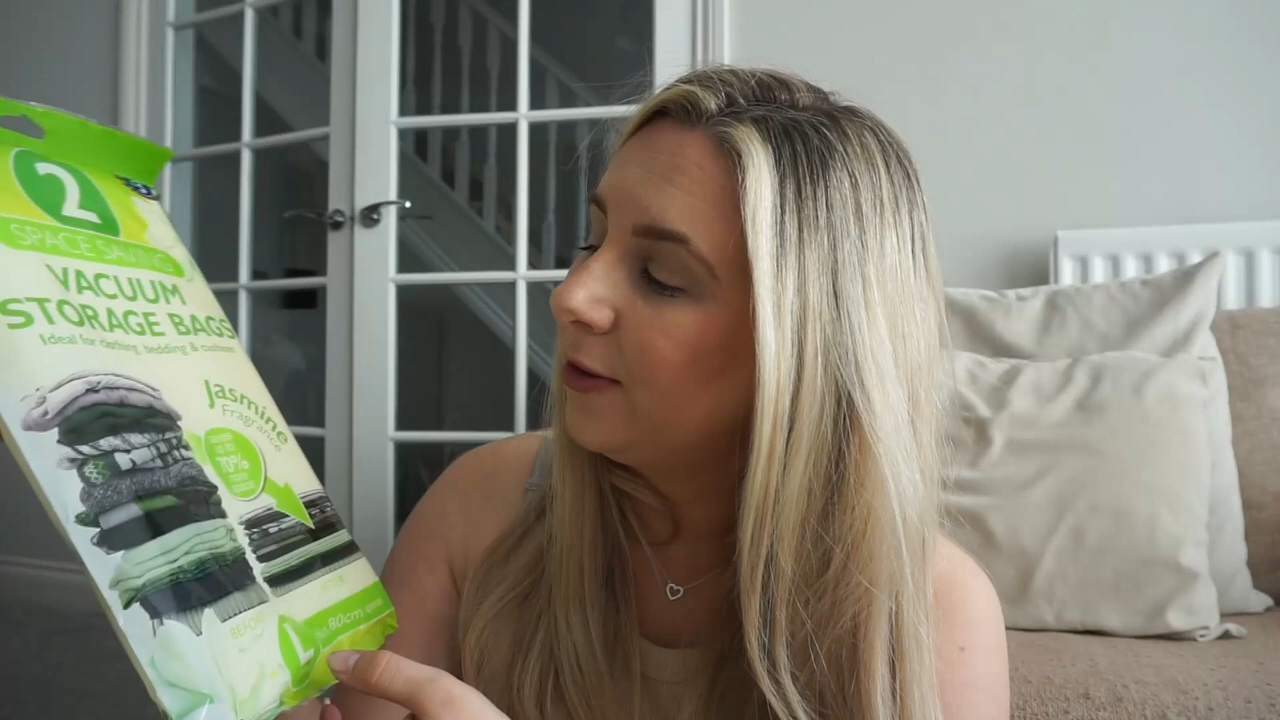 2
SPACE SAVING
VACUUM
STORAGE BAGS
Ideal for clothing, bedding & cushions
Jasmine
Fragrance
70%
L
80cm